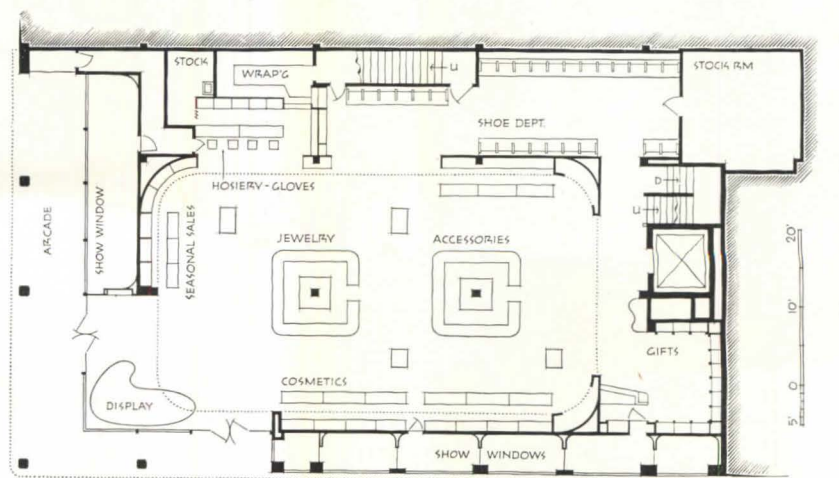 STOCK
WRAP'G
U
STOCK RM
SHOE DEPT.
HOSIERY - GLOVES
D
U
ARCADE
SHOW WINDOW
SEASONAL SALES
JEWELRY
ACCESSORIES
20'
10'
0
5'
GIFTS
COSMETICS
DISPLAY
SHOW WINDOWS